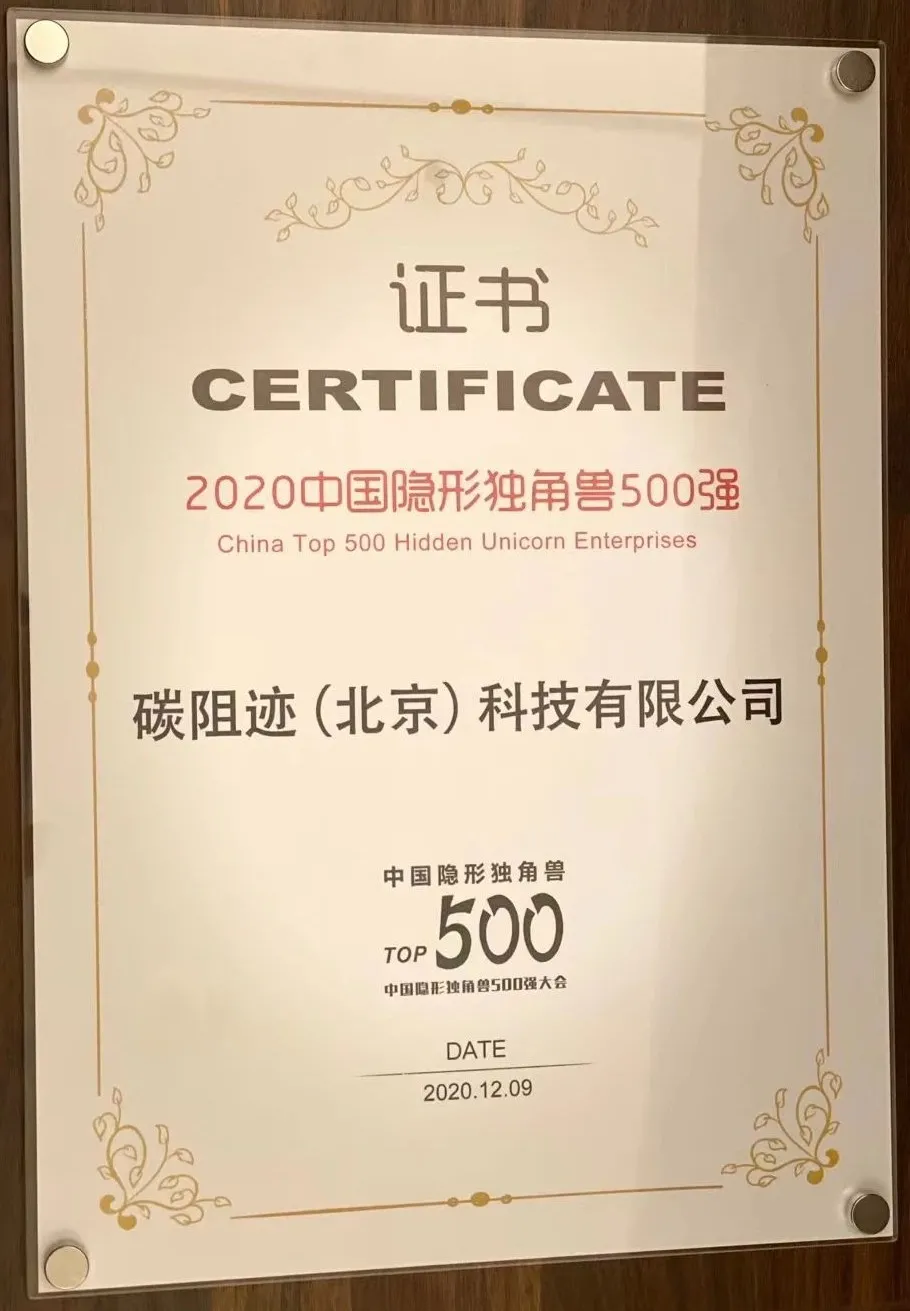 证书
CERTIFICATE
2020中国隐形独角兽500强
China Top 500 Hidden Unicorn Enterprises
碳阻迹(北京)科技有限公司
中国隐形独角兽
TOP 500
中国隐形独角兽500强大会
DATE
2020.12.09